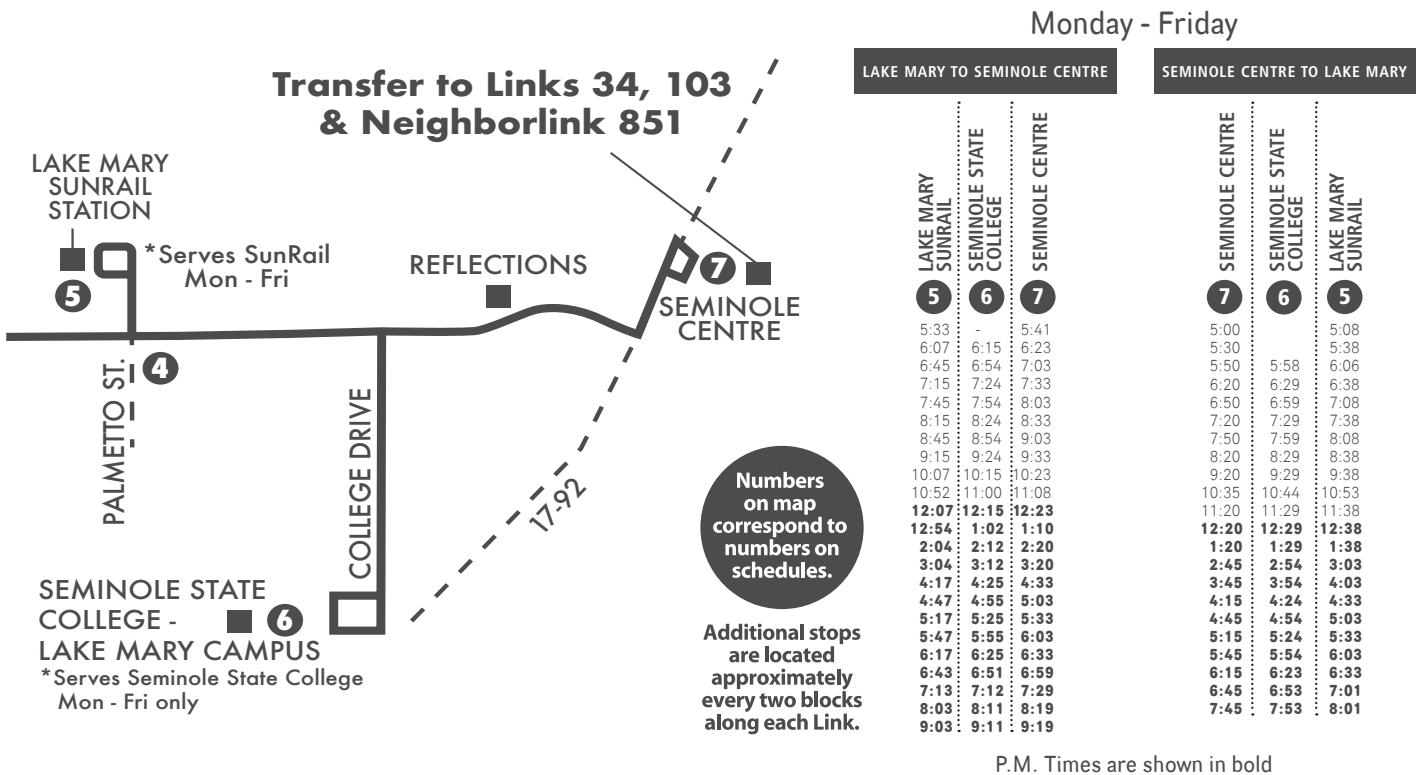 Transfer to Links 34, 103
& Neighborlink 851
LAKE MARY
SUNRAIL
STATION
*Serves SunRail
Mon - Fri
5
REFLECTIONS
7
SEMINOLE
CENTRE
4
PALMETTO ST.
COLLEGE DRIVE
17-92
SEMINOLE STATE
COLLEGE -
LAKE MARY CAMPUS
6
*Serves Seminole State College
Mon - Fri only
Numbers
on map
correspond to
numbers on
schedules.
Additional stops
are located
approximately
every two blocks
along each Link.
Monday - Friday
LAKE MARY TO SEMINOLE CENTRE
LAKE MARY
SUNRAIL
SEMINOLE STATE
COLLEGE
SEMINOLE CENTRE
5 6 7
5:33 - 5:41
6:07 6:15 6:23
6:45 6:54 7:03
7:15 7:24 7:33
7:45 7:54 8:03
8:15 8:24 8:33
8:45 8:54 9:03
9:15 9:24 9:33
10:07 10:15 10:23
10:52 11:00 11:08
12:07 12:15 12:23
12:54 1:02 1:10
2:04 2:12 2:20
3:04 3:12 3:20
4:17 4:25 4:33
4:47 4:55 5:03
5:17 5:25 5:33
5:47 5:55 6:03
6:17 6:25 6:33
6:43 6:51 6:59
7:13 7:12 7:29
8:03 8:11 8:19
9:03 9:11 9:19
SEMINOLE CENTRE TO LAKE MARY
SEMINOLE CENTRE
SEMINOLE STATE
COLLEGE
LAKE MARY
SUNRAIL
7 6 5
5:00 5:08
5:30 5:38
5:50 5:58 6:06
6:20 6:29 6:38
6:50 6:59 7:08
7:20 7:29 7:38
7:50 7:59 8:08
8:20 8:29 8:38
9:20 9:29 9:38
10:35 10:44 10:53
11:20 11:29 11:38
12:20 12:29 12:38
1:20 1:29 1:38
2:45 2:54 3:03
3:45 3:54 4:03
4:15 4:24 4:33
4:45 4:54 5:03
5:15 5:24 5:33
5:45 5:54 6:03
6:15 6:23 6:33
6:45 6:53 7:01
7:45 7:53 8:01
P.M. Times are shown in bold